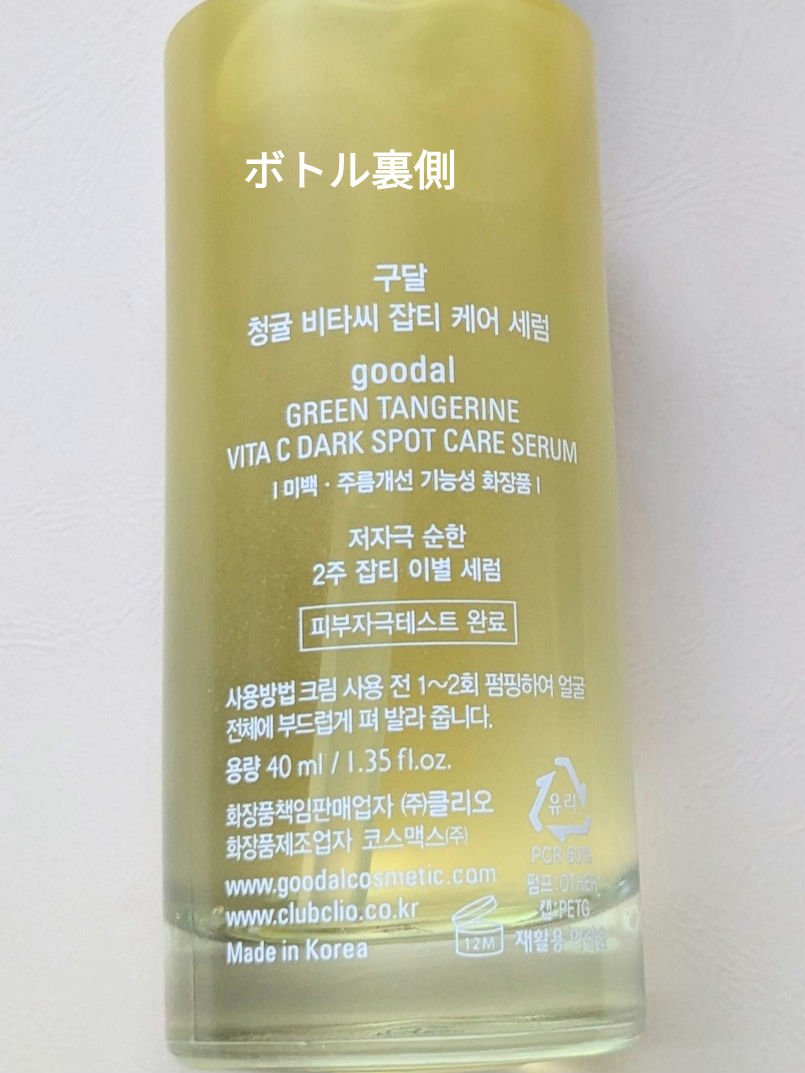 ボトル裏側
구달
청귤 비타씨 잡티 케어 세럼
goodal
GREEN TANGERINE
VITA C DARK SPOT CARE SERUM
| 미백 · 주름개선 기능성 화장품 |
저자극 순한
2주 잡티 이별 세럼
피부자극테스트 완료
사용방법 크림 사용 전 1~2회 펌핑하여 얼굴
전체에 부드럽게 펴 발라 줍니다.
용량 40 ml / 1.35 fl.oz.
화장품책임판매업자 ㈜클리오
화장품제조업자 코스맥스㈜
www.goodalcosmetic.com
www.clubclio.co.kr
Made in Korea
12M
유리
PCR 50%
펌프:OTHER
캡:PETG
재활용 어려움